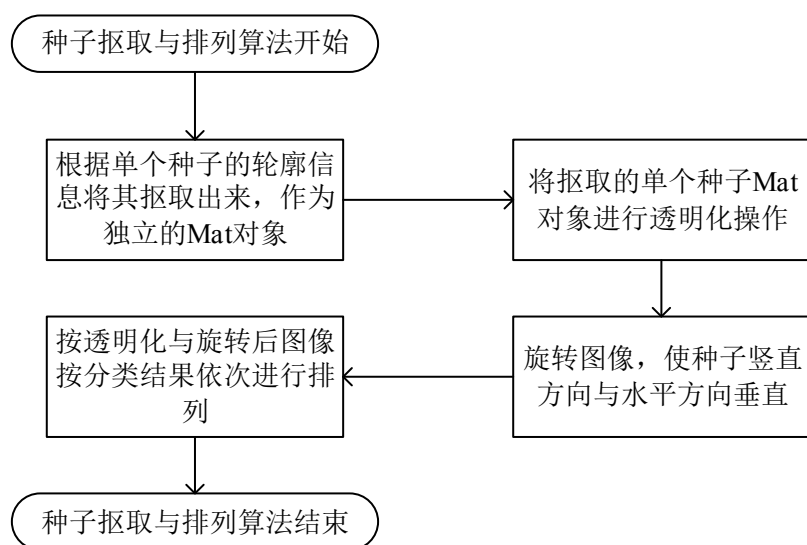 种子抠取与排列算法开始
根据单个种子的轮廓信
息将其抠取出来，作为
独立的Mat对象
将抠取的单个种子Mat
对象进行透明化操作
旋转图像，使种子竖直
方向与水平方向垂直
按透明化与旋转后图像
按分类结果依次进行排
列
种子抠取与排列算法结束